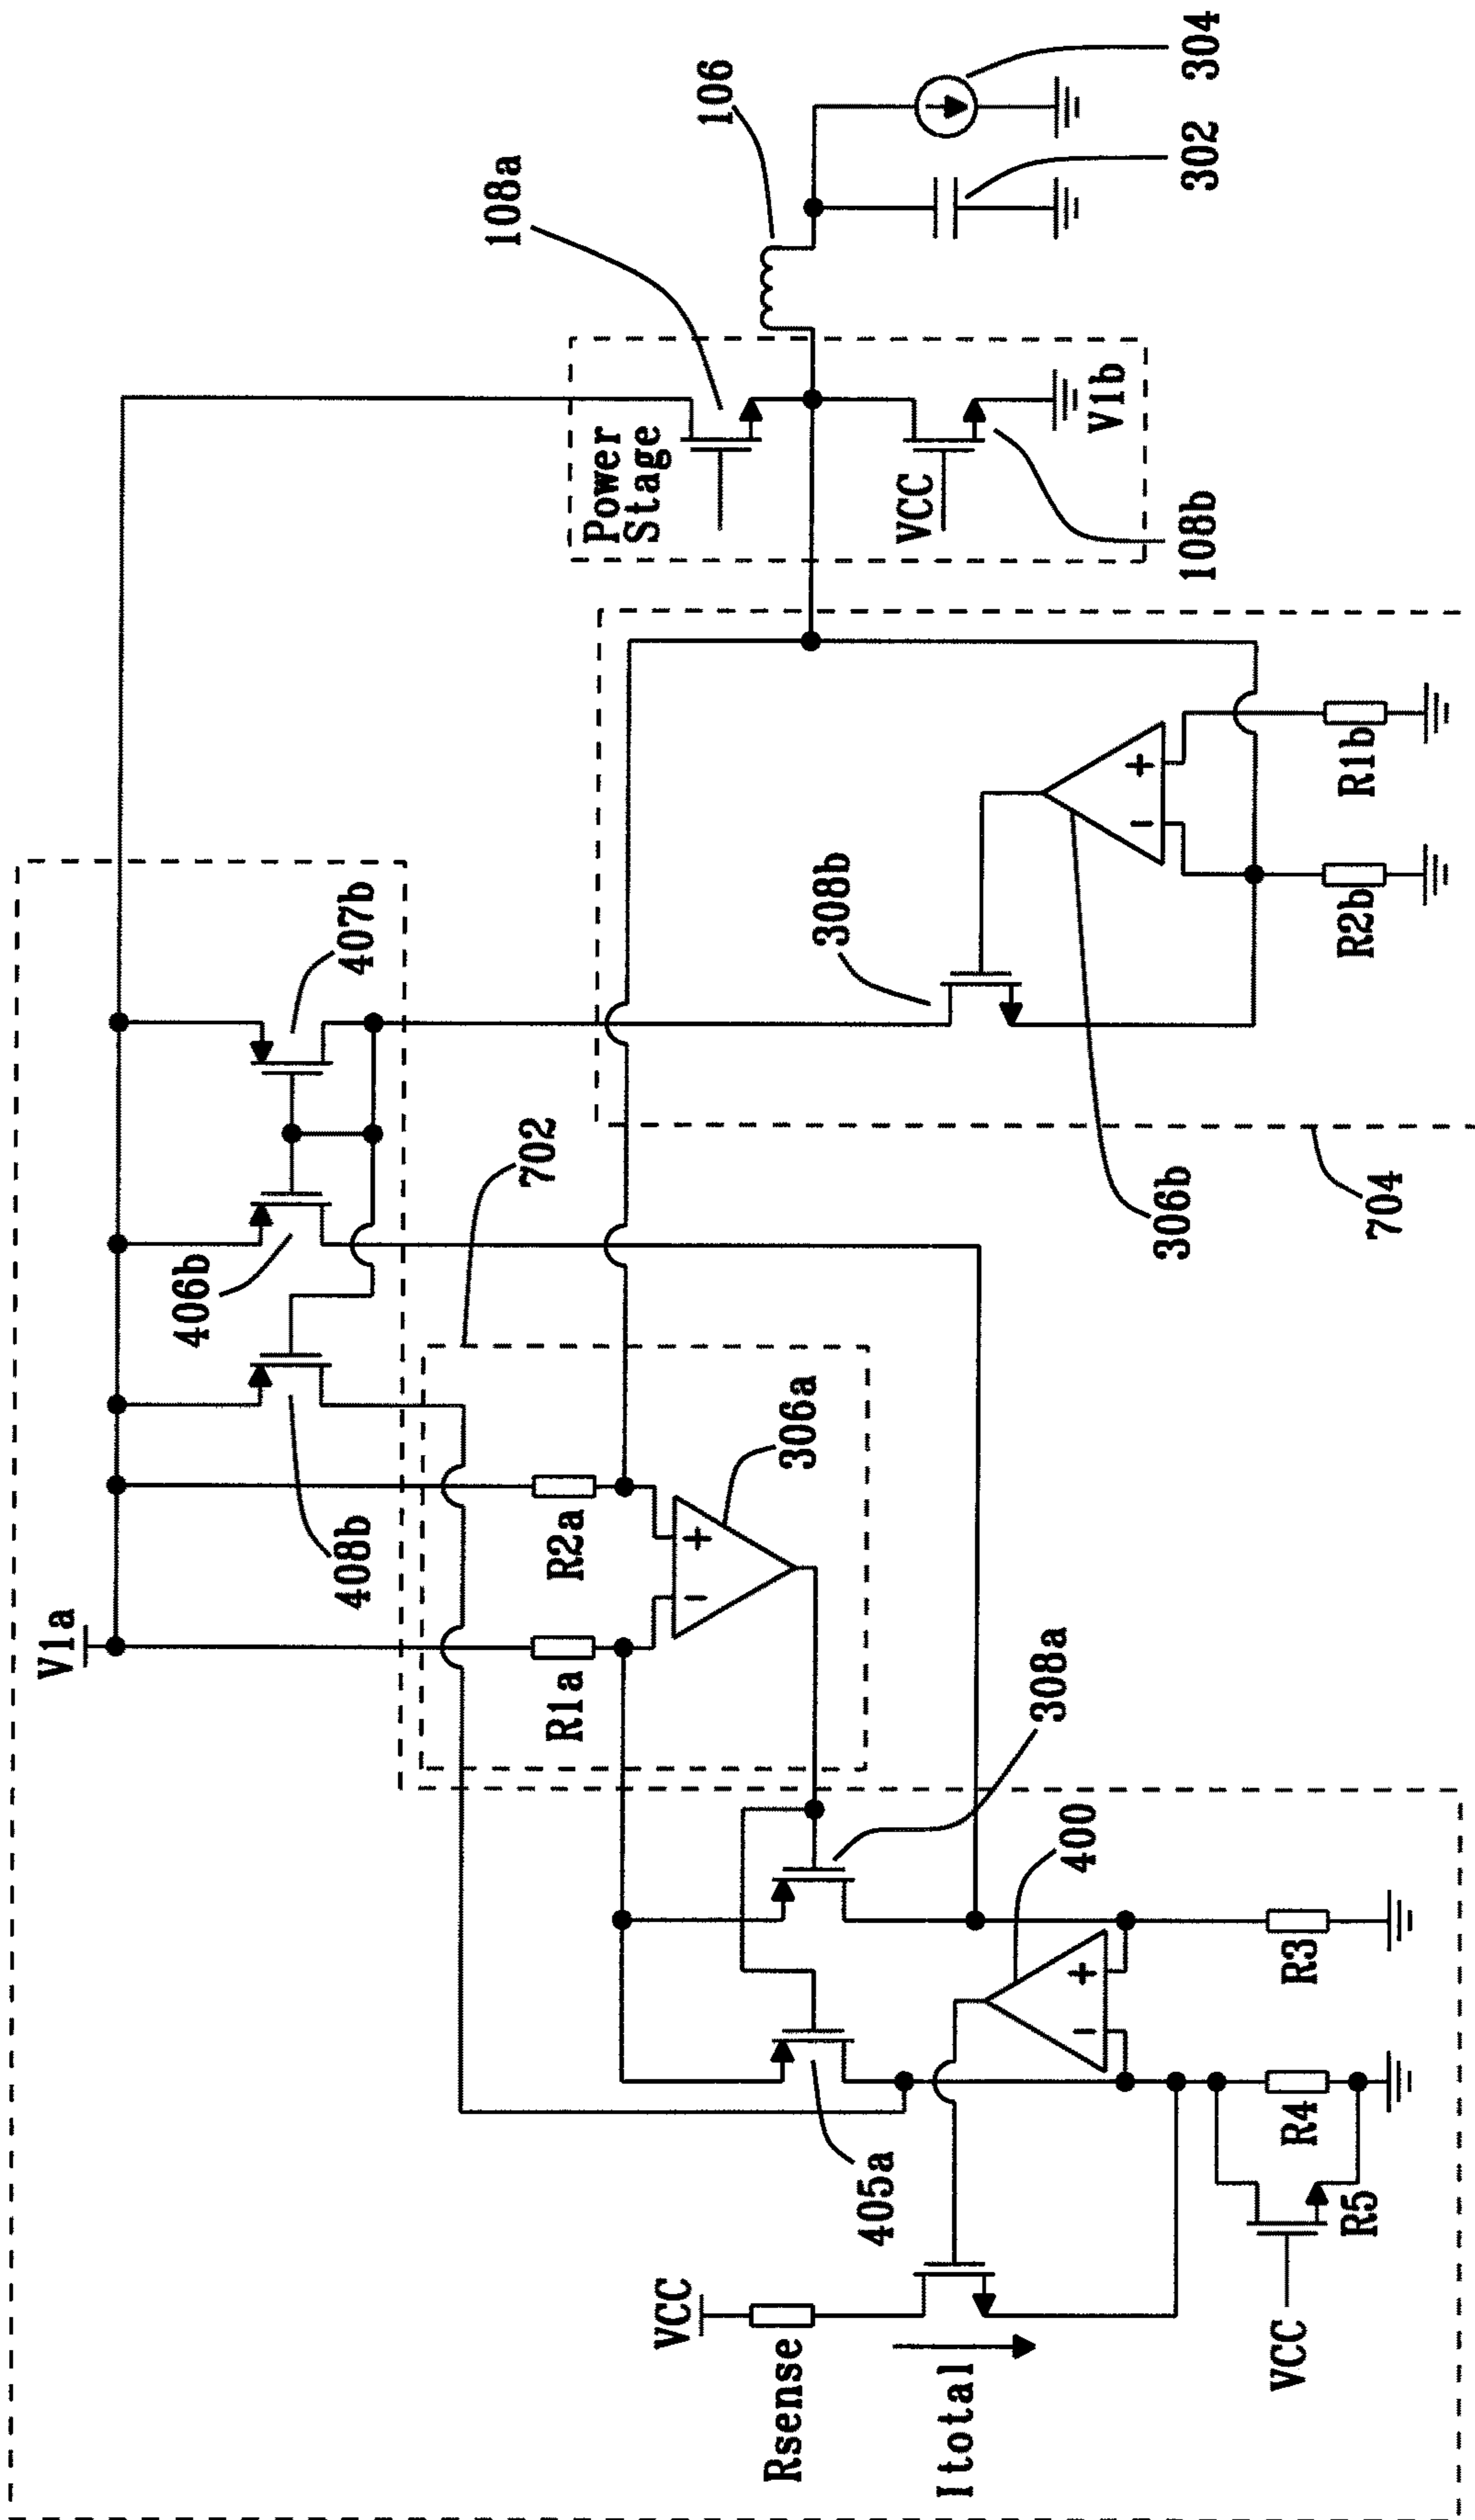 V1a
408b
406b
407b
702
R1a
R2a
306a
308a
400
405a
VCC
Rsense
Itotal
R3
R4
R5
VCC
308b
306b
R2b
R1b
704
Power
Stage
108a
106
VCC
V1b
108b
302
304